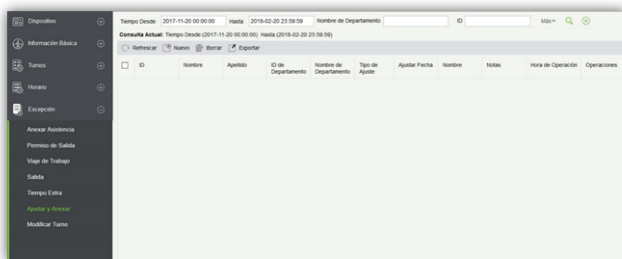 Dispositivo
Información Básica
Turnos
Horario
Excepción
Anexar Asistencia
Permiso de Salida
Viaje de Trabajo
Salida
Tiempo Extra
Ajustar y Anexar
Modificar Turno
Tiempo Desde 2017-11-20 00:00:00 Hasta 2018-02-20 23:59:59 Nombre de Departamento ID Más
Consulta Actual: Tiempo Desde (2017-11-20 00:00:00) Hasta (2018-02-20 23:59:59)
Refrescar Nuevo Borrar Exportar
ID Nombre Apellido ID de Departamento Nombre de Departamento Tipo de Ajuste Ajustar Fecha Nombre Notas Hora de Operación Operaciones